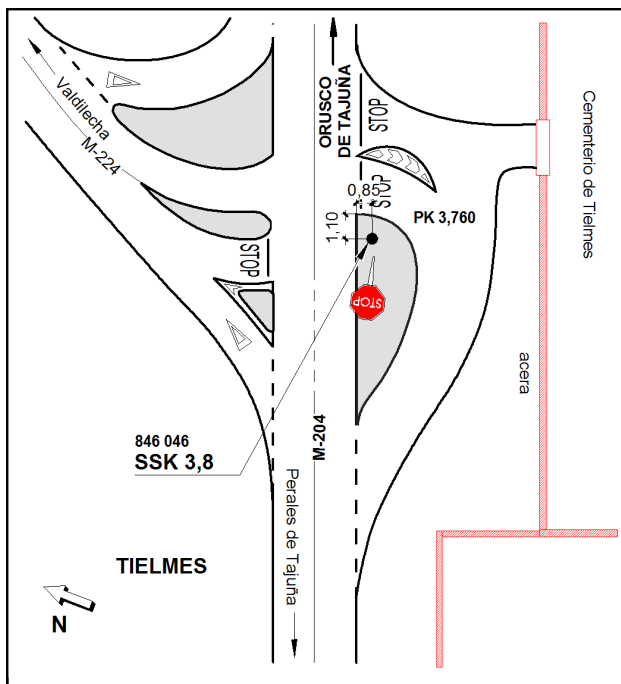 Valdilecha
M-224
ORUSCO
DE TAJUÑA
STOP
Cementerio de Tielmes
STOP
0,85
PK 3,760
1,10
STOP
STOP
acera
846 046
SSK 3,8
M-204
Perales de Tajuña
TIELMES
N